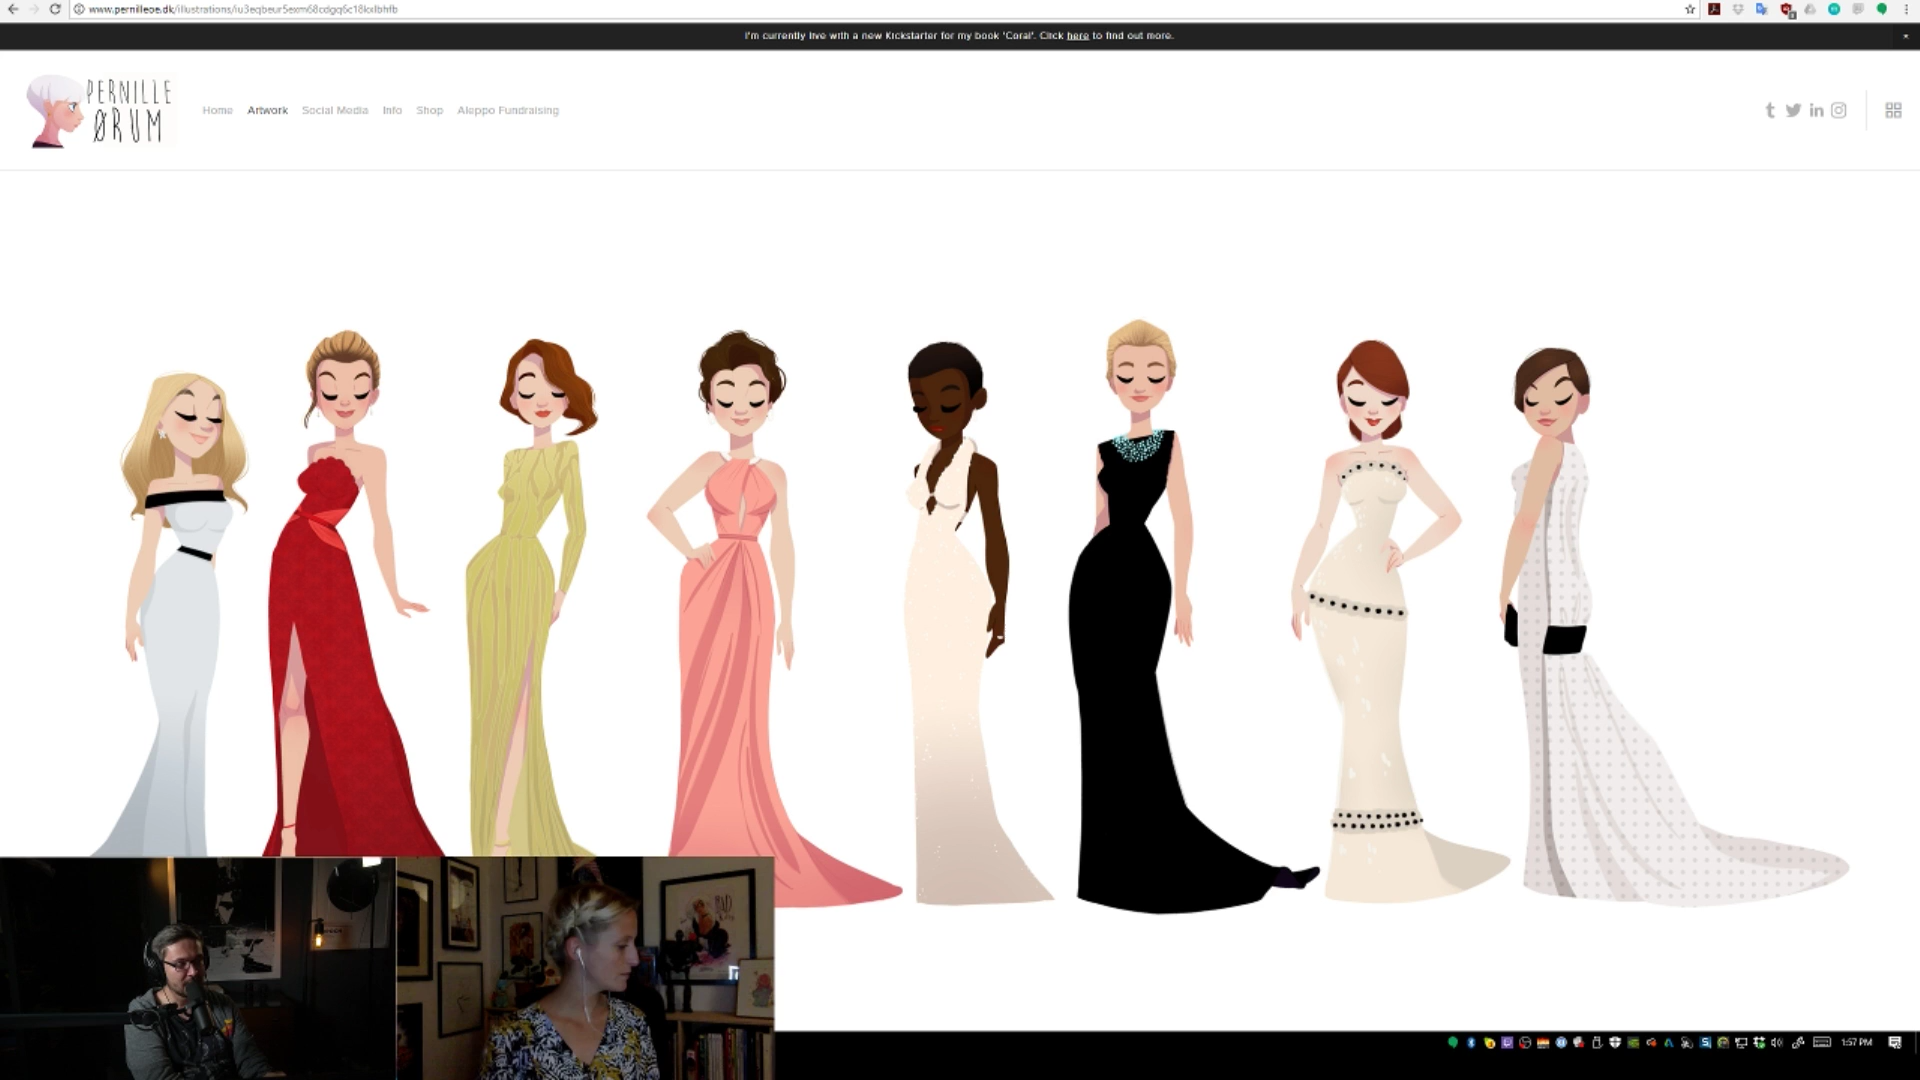 www.pernilleoe.dk/illustrations/iu3eqbeur5exm68cdgq6c18kxlbhfb
I'm currently live with a new Kickstarter for my book 'Coral'. Click here to find out more.
PERNILLE
ØRUM
Home Artwork Social Media Info Shop Aleppo Fundraising
MAD
1:57 PM